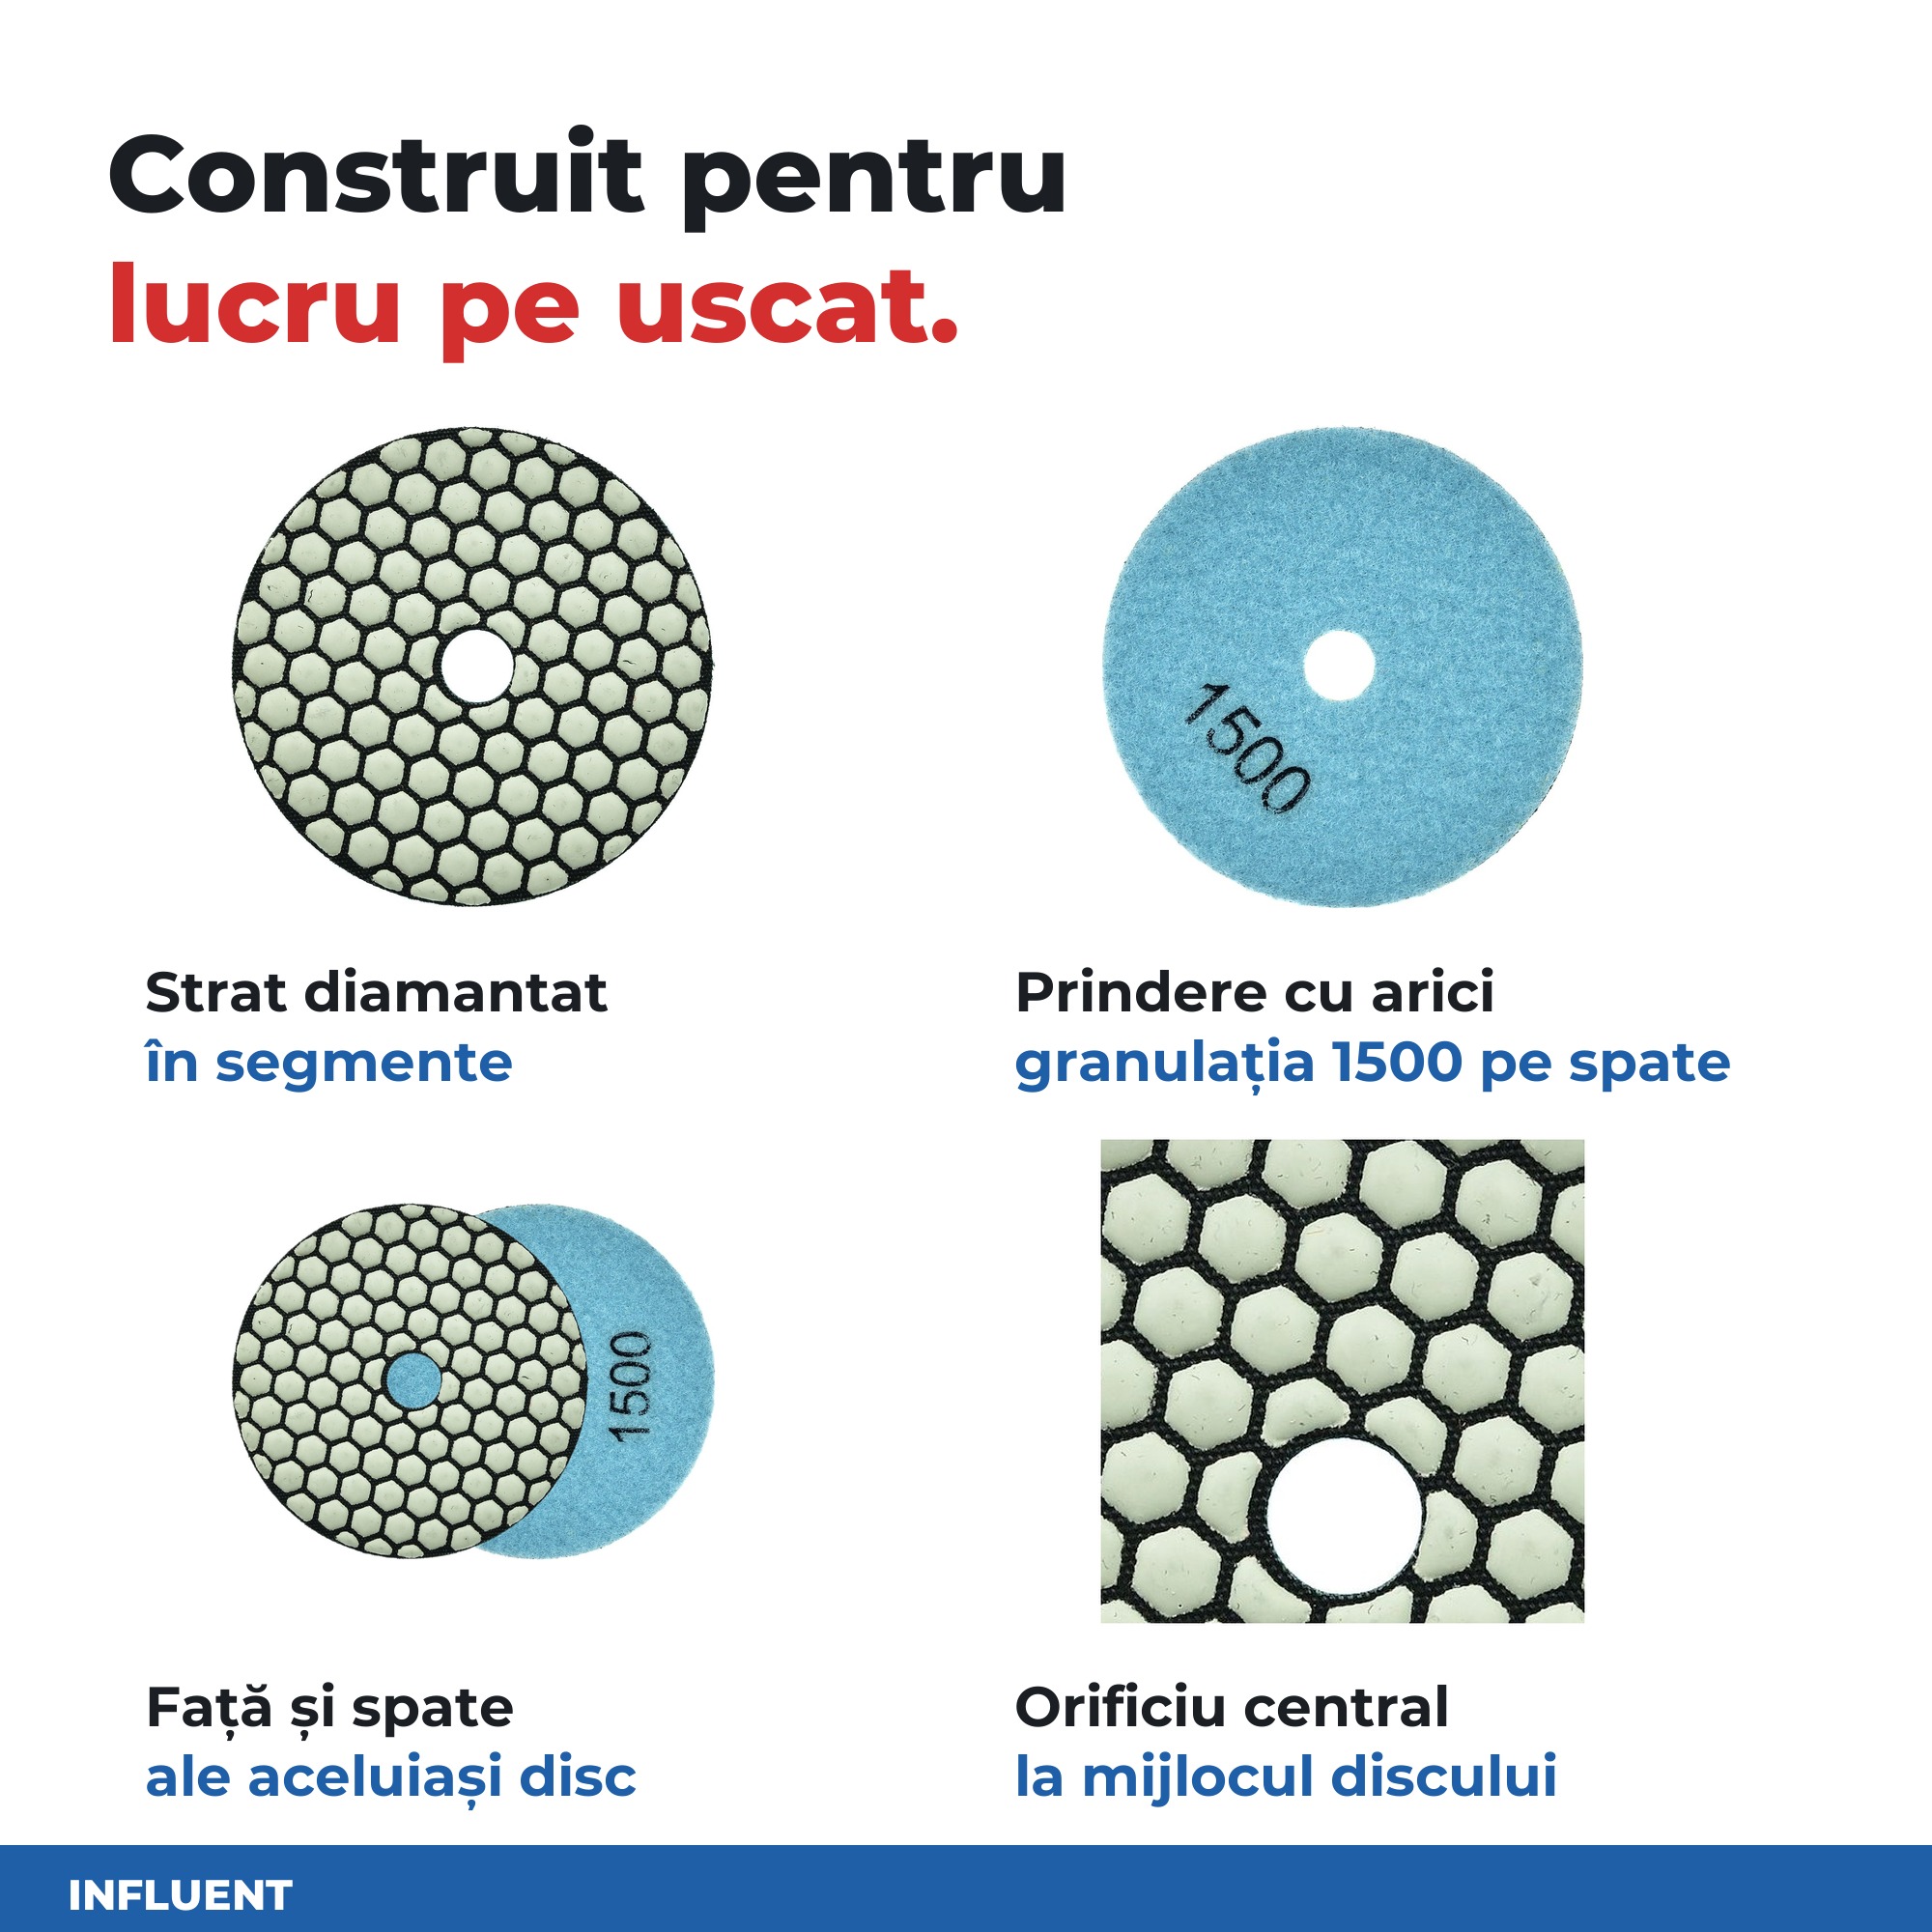 Construit pentru
lucru pe uscat.
1500
Strat diamantat
în segmente
Prindere cu arici
granulația 1500 pe spate
1500
Față și spate
ale aceluiași disc
Orificiu central
la mijlocul discului
INFLUENT